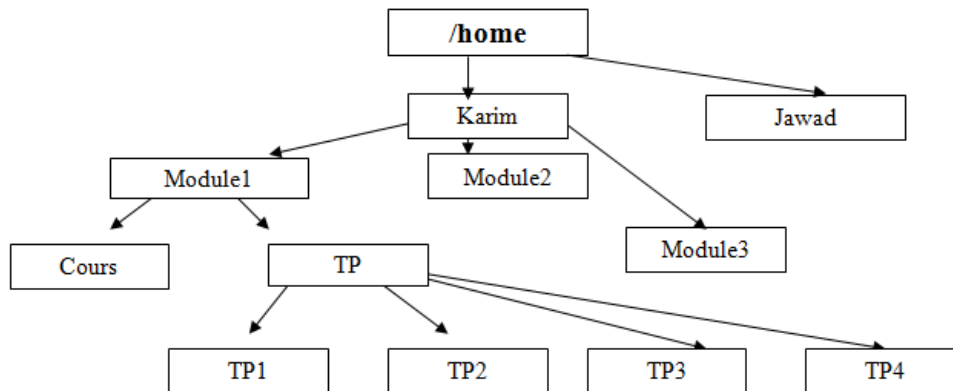 /home
Karim
Jawad
Module1
Module2
Module3
Cours
TP
TP1
TP2
TP3
TP4